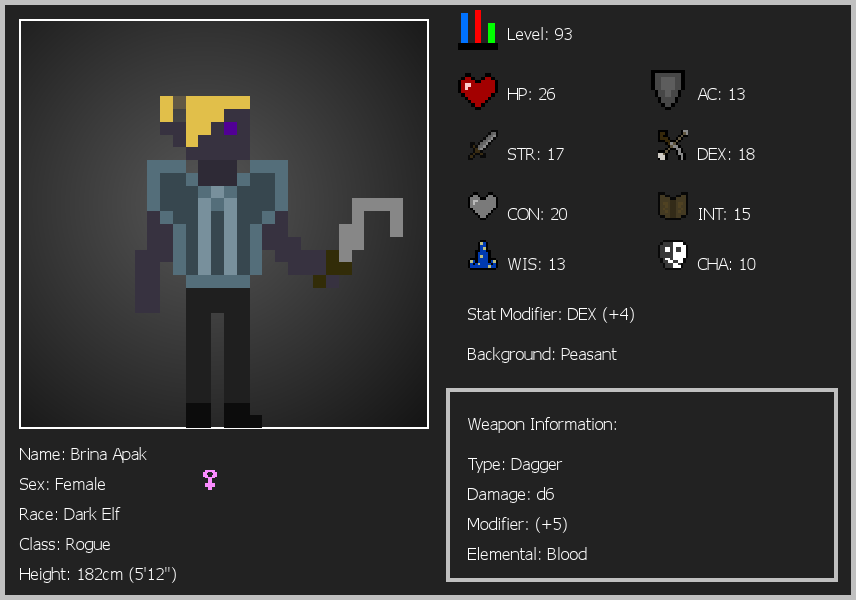 Level: 93
HP: 26
AC: 13
STR: 17
DEX: 18
CON: 20
INT: 15
WIS: 13
CHA: 10
Stat Modifier: DEX (+4)
Background: Peasant
Weapon Information:
Type: Dagger
Damage: d6
Modifier: (+5)
Elemental: Blood
Name: Brina Apak
Sex: Female
Race: Dark Elf
Class: Rogue
Height: 182cm (5'12")